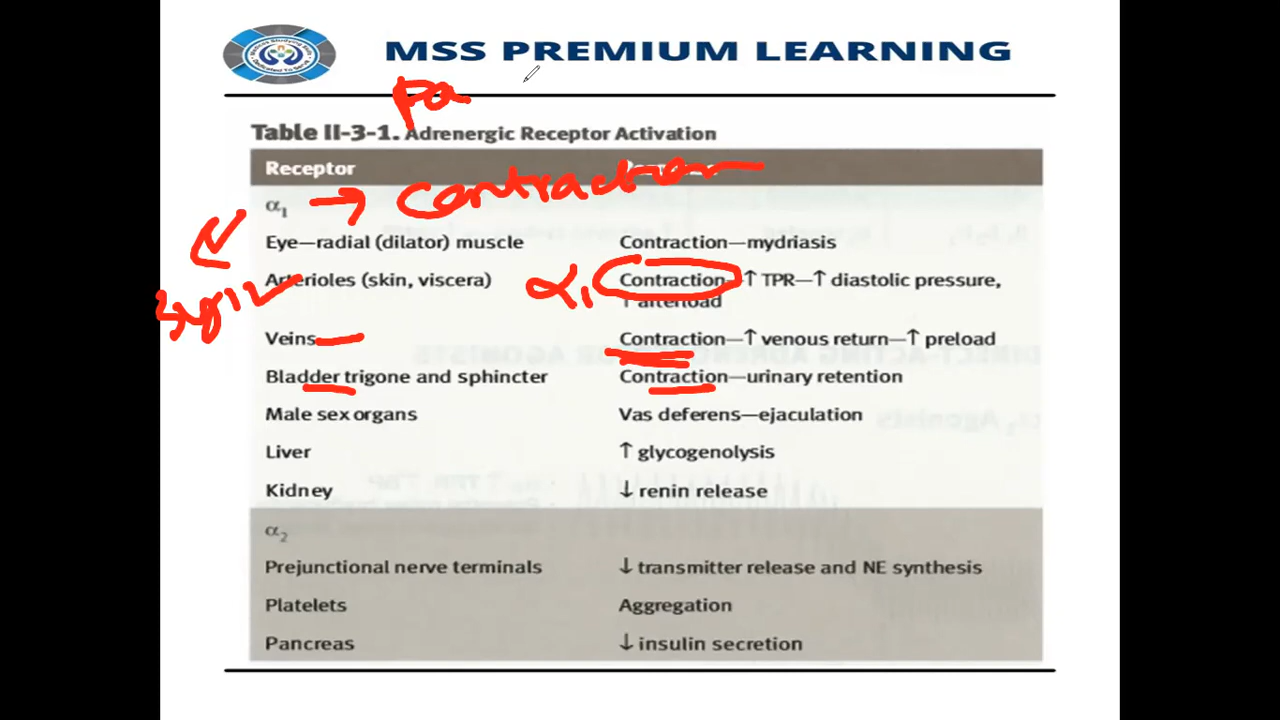 MSS PREMIUM LEARNING
Pa
Table II-3-1. Adrenergic Receptor Activation
Receptor
α₁ → Contraction
Eye—radial (dilator) muscle Contraction—mydriasis
Arterioles (skin, viscera) α₁ Contraction—↑ TPR—↑ diastolic pressure,
↑ afterload
Veins Contraction—↑ venous return—↑ preload
Bladder trigone and sphincter Contraction—urinary retention
Male sex organs Vas deferens—ejaculation
Liver ↑ glycogenolysis
Kidney ↓ renin release
α₂
Prejunctional nerve terminals ↓ transmitter release and NE synthesis
Platelets Aggregation
Pancreas ↓ insulin secretion